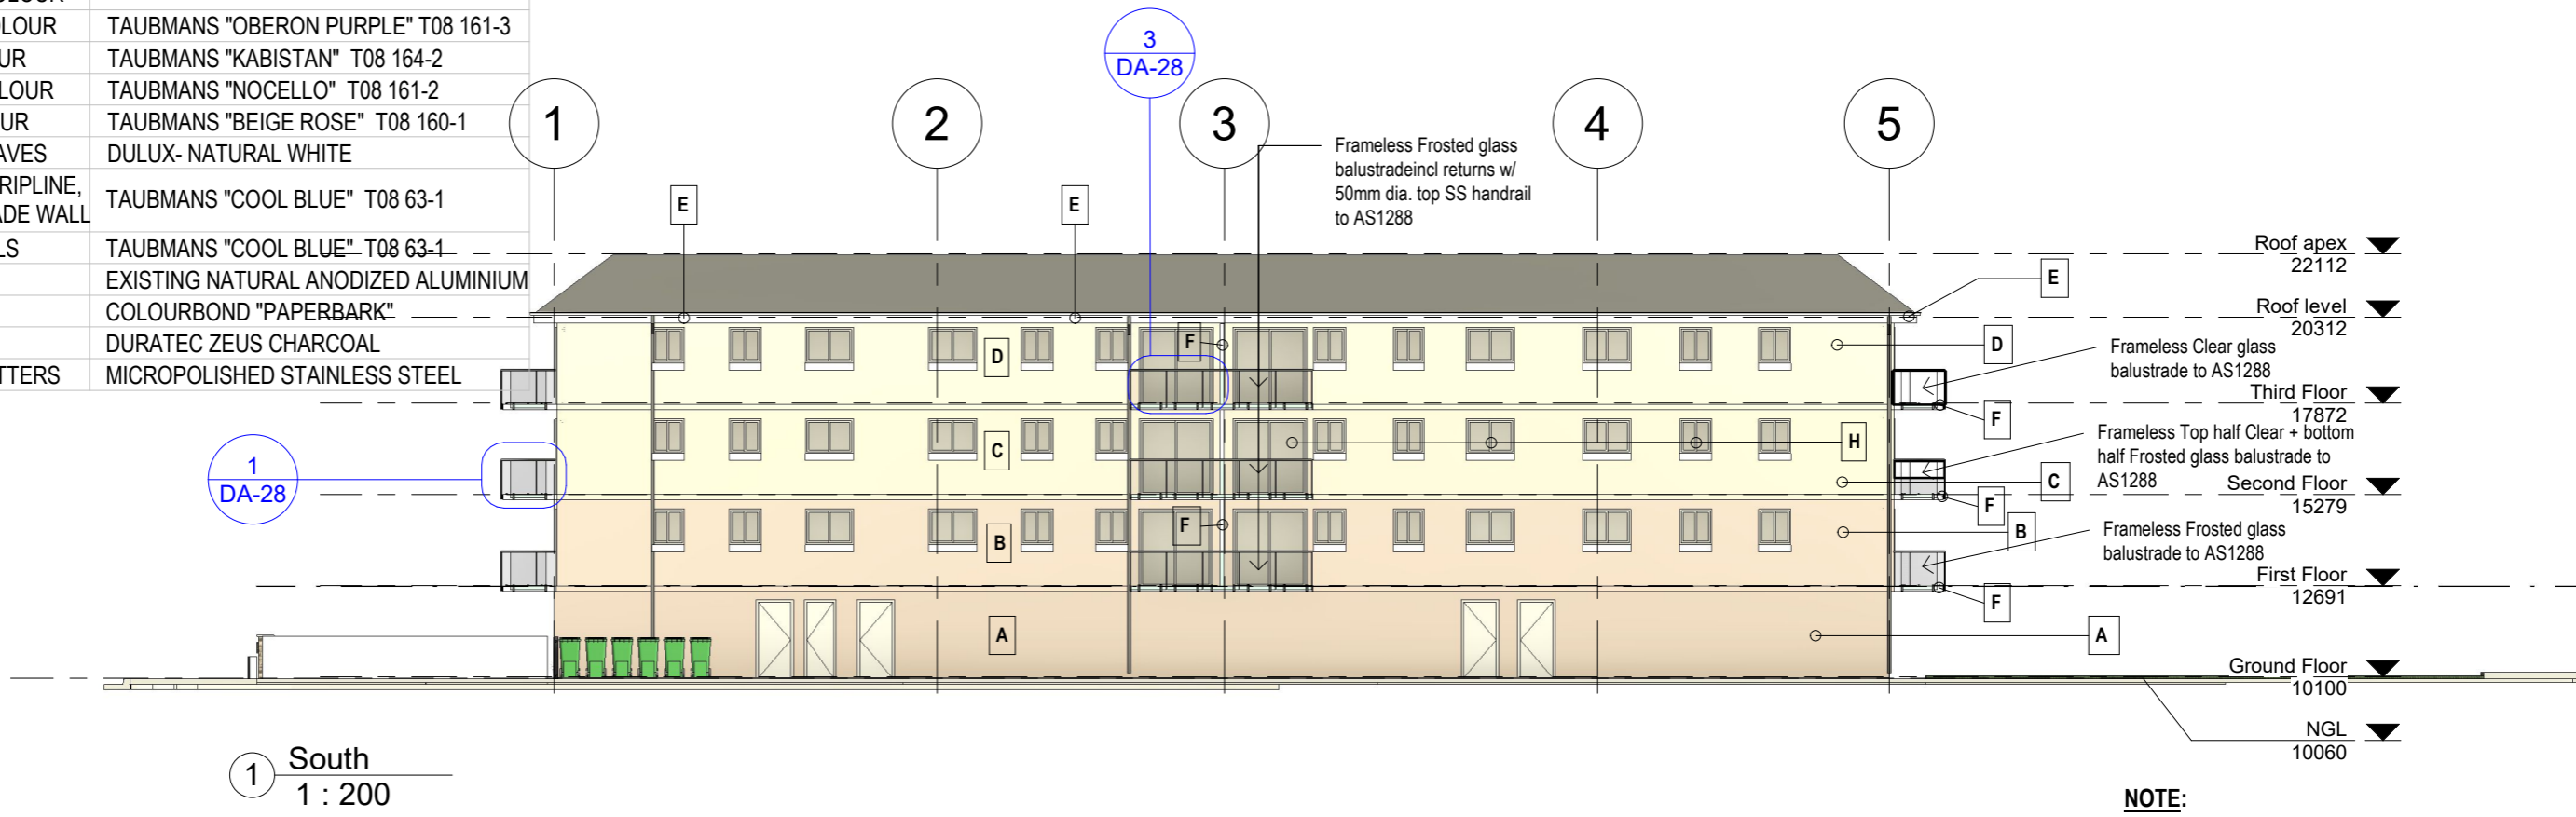 OLOUR TAUBMANS "OBERON PURPLE" T08 161-3
UR TAUBMANS "KABISTAN" T08 164-2
LOUR TAUBMANS "NOCELLO" T08 161-2
UR TAUBMANS "BEIGE ROSE" T08 160-1
AVES DULUX- NATURAL WHITE
RIPLINE,
ADE WALL
TAUBMANS "COOL BLUE" T08 63-1
LS TAUBMANS "COOL BLUE" T08 63-1
EXISTING NATURAL ANODIZED ALUMINIUM
COLOURBOND "PAPERBARK"
DURATEC ZEUS CHARCOAL
TTERS MICROPOLISHED STAINLESS STEEL
3
DA-28
1
2
3
4
5
Frameless Frosted glass
balustradeincl returns w/
50mm dia. top SS handrail
to AS1288
E
E
E
Roof apex
22112
Roof level
20312
D
F
D
Frameless Clear glass
balustrade to AS1288
Third Floor
17872
F
1
DA-28
C
H
Frameless Top half Clear + bottom
half Frosted glass balustrade to
AS1288
C
Second Floor
15279
F
B
F
B
Frameless Frosted glass
balustrade to AS1288
First Floor
12691
F
A
A
Ground Floor
10100
NGL
10060
1
South
1 : 200
NOTE: